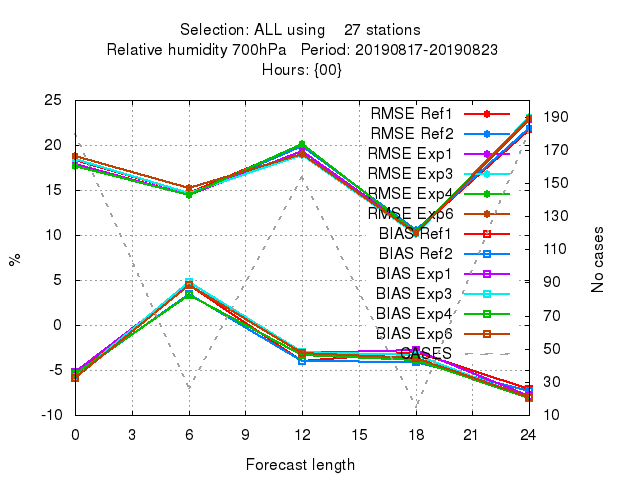 Selection: ALL using    27 stations
Relative humidity 700hPa   Period: 20190817-20190823
Hours: {00}
25
20
15
10
5
0
-5
-10
%
190
170
150
130
110
90
70
50
30
10
No cases
RMSE Ref1
RMSE Ref2
RMSE Exp1
RMSE Exp3
RMSE Exp4
RMSE Exp6
BIAS Ref1
BIAS Ref2
BIAS Exp1
BIAS Exp3
BIAS Exp4
BIAS Exp6
CASES
0 3 6 9 12 15 18 21 24
Forecast length